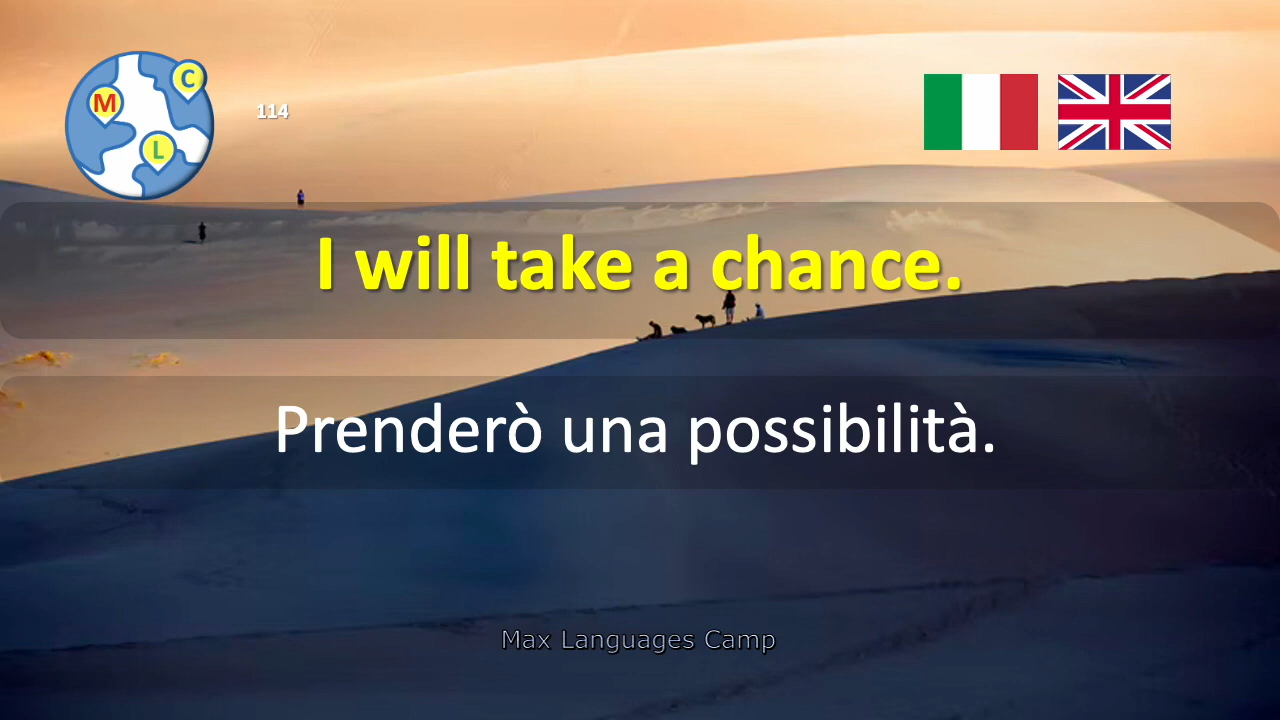 C
M
L
114
I will take a chance.
Prenderò una possibilità.
Max Languages Camp